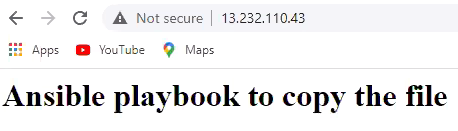 Not secure | 13.232.110.43
Apps YouTube Maps
Ansible playbook to copy the file